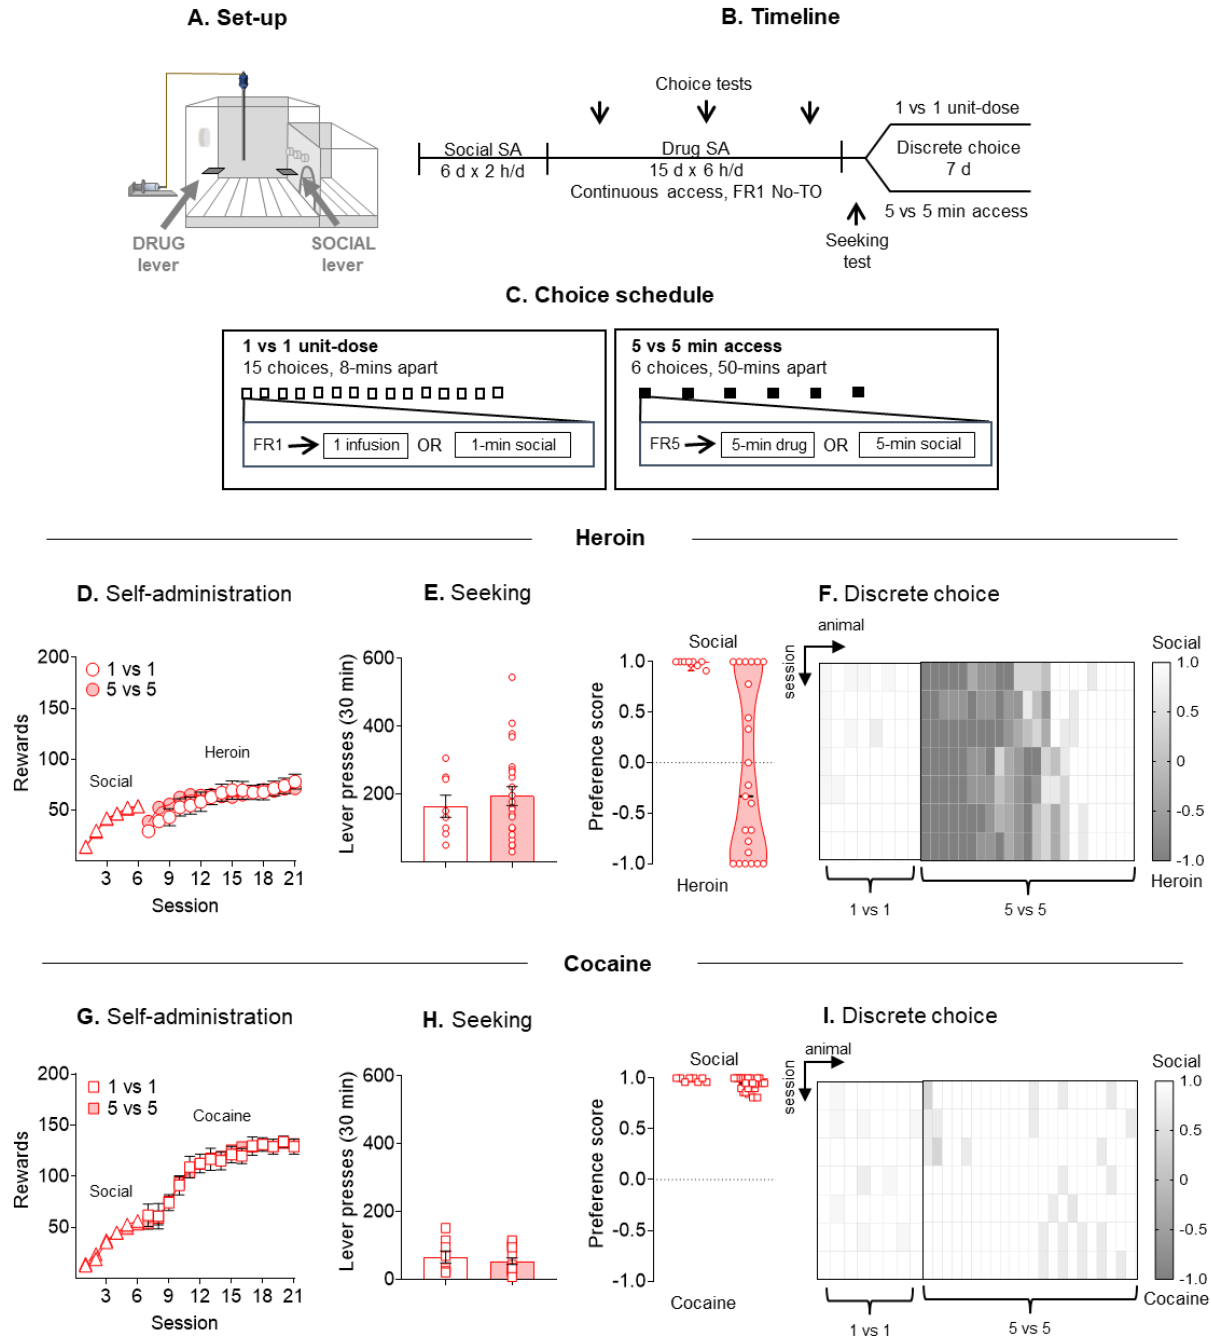 A. Set-up
B. Timeline
DRUG
lever
SOCIAL
lever
Choice tests
Social SA
6 d x 2 h/d
Drug SA
15 d x 6 h/d
Continuous access, FR1 No-TO
1 vs 1 unit-dose
Discrete choice
7 d
5 vs 5 min access
Seeking
test
C. Choice schedule
1 vs 1 unit-dose
15 choices, 8-mins apart
FR1
1 infusion
OR
1-min social
5 vs 5 min access
6 choices, 50-mins apart
FR5
5-min drug
OR
5-min social
Heroin
D. Self-administration
200
150
100
50
Rewards
1 vs 1
5 vs 5
Social
Heroin
3 6 9 12 15 18 21
Session
E. Seeking
600
400
200
0
Lever presses (30 min)
Social
1.0
0.5
0.0
-0.5
-1.0
Preference score
Heroin
F. Discrete choice
animal
session
1 vs 1
5 vs 5
Social
1.0
0.5
0
-0.5
-1.0
Heroin
Cocaine
G. Self-administration
200
150
100
50
Rewards
1 vs 1
5 vs 5
Social
Cocaine
3 6 9 12 15 18 21
Session
H. Seeking
600
400
200
0
Lever presses (30 min)
Social
1.0
0.5
0.0
-0.5
-1.0
Preference score
Cocaine
I. Discrete choice
animal
session
1 vs 1
5 vs 5
Social
1.0
0.5
0
-0.5
-1.0
Cocaine